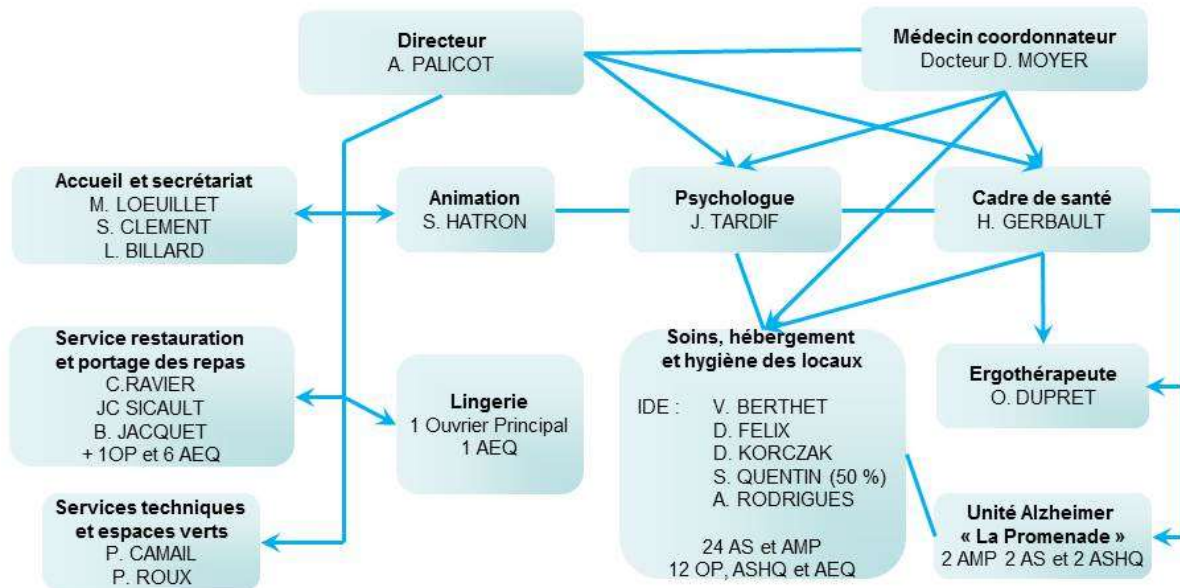 Directeur
A. PALICOT
Médecin coordonnateur
Docteur D. MOYER
Accueil et secrétariat
M. LOEUILLET
S. CLEMENT
L. BILLARD
Animation
S. HATRON
Psychologue
J. TARDIF
Cadre de santé
H. GERBAULT
Service restauration
et portage des repas
C.RAVIER
JC SICAULT
B. JACQUET
+ 1OP et 6 AEQ
Lingerie
1 Ouvrier Principal
1 AEQ
Soins, hébergement
et hygiène des locaux
IDE : V. BERTHET
D. FELIX
D. KORCZAK
S. QUENTIN (50 %)
A. RODRIGUES
24 AS et AMP
12 OP, ASHQ et AEQ
Ergothérapeute
O. DUPRET
Services techniques
et espaces verts
P. CAMAIL
P. ROUX
Unité Alzheimer
« La Promenade »
2 AMP 2 AS et 2 ASHQ